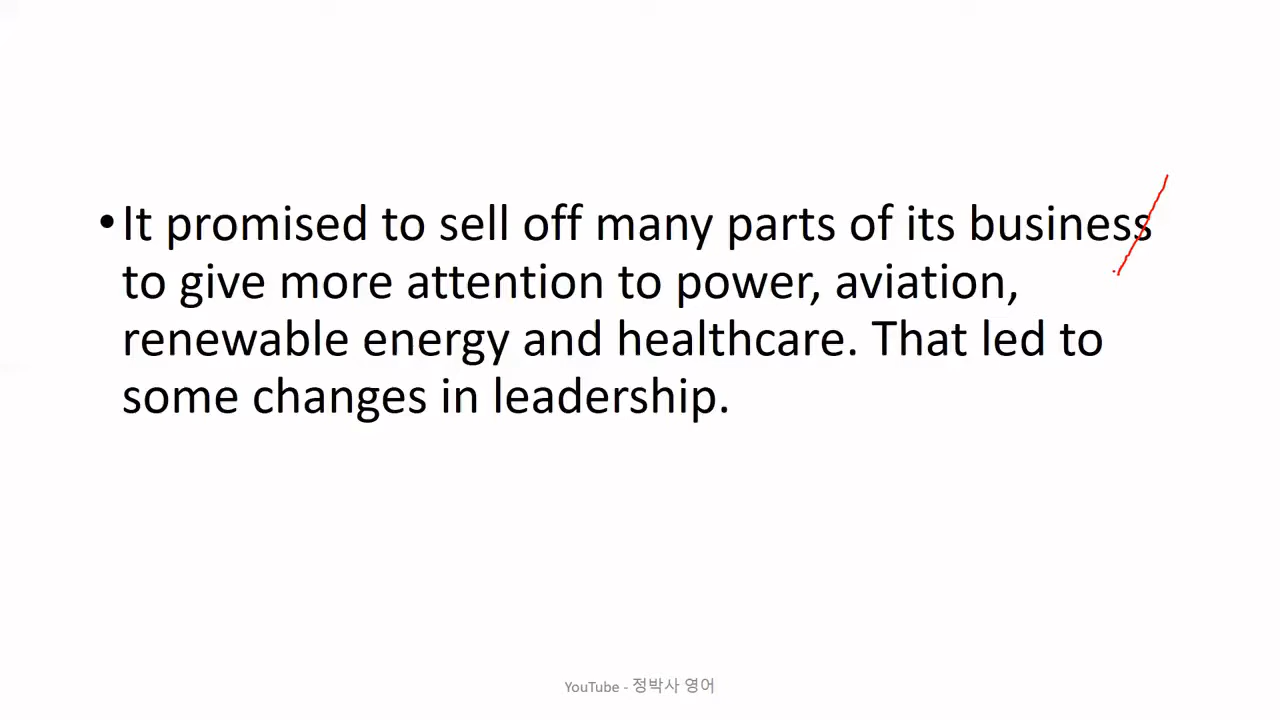 •It promised to sell off many parts of its business
to give more attention to power, aviation,
renewable energy and healthcare. That led to
some changes in leadership.
YouTube - 정박사 영어